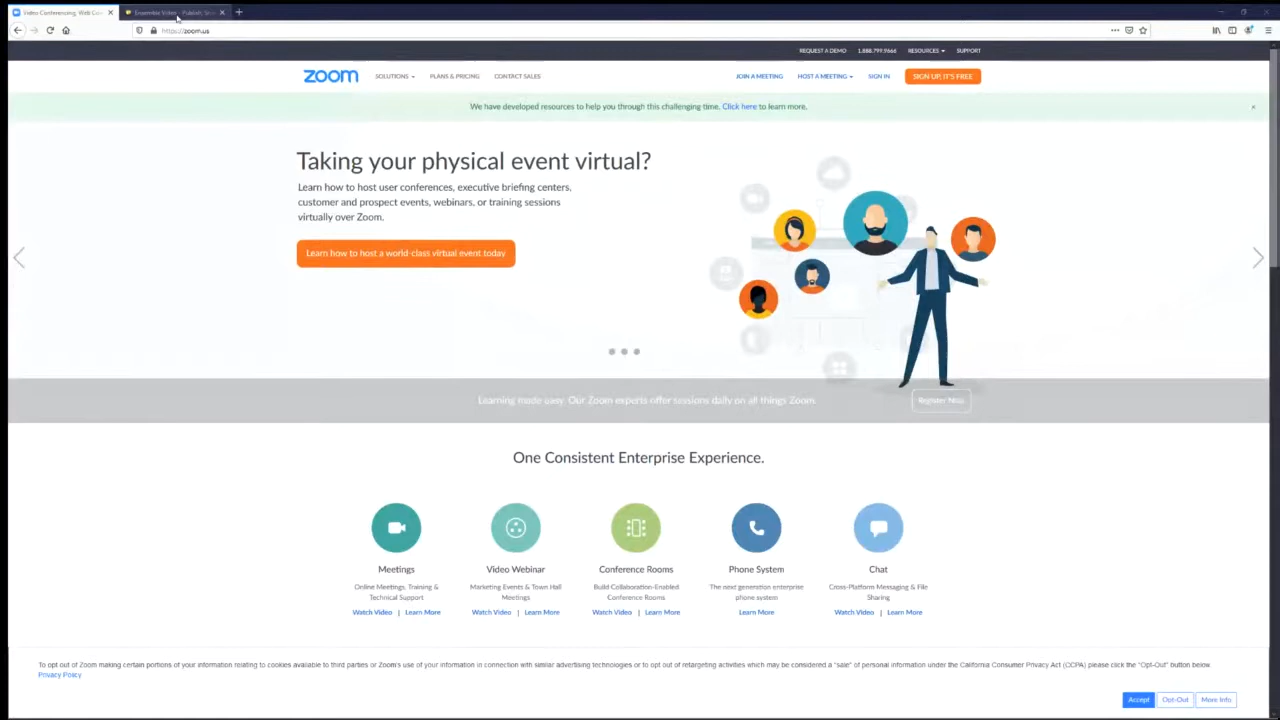 Video Conferencing, Web Co
Ensemble Video - Publish, Str
https://zoom.us
REQUEST A DEMO 1.888.799.9666 RESOURCES SUPPORT
zoom SOLUTIONS PLANS & PRICING CONTACT SALES JOIN A MEETING HOST A MEETING SIGN IN SIGN UP, IT'S FREE
We have developed resources to help you through this challenging time. Click here to learn more.
Taking your physical event virtual?
Learn how to host user conferences, executive briefing centers,
customer and prospect events, webinars, or training sessions
virtually over Zoom.
Learn how to host a world-class virtual event today
Learning made easy. Our Zoom experts offer sessions daily on all things Zoom. Register Now
One Consistent Enterprise Experience.
Meetings Video Webinar Conference Rooms Phone System Chat
Online Meetings, Training & Marketing Events & Town Hall Build Collaboration-Enabled The next generation enterprise Cross-Platform Messaging & File
Technical Support Meetings Conference Rooms phone system Sharing
Watch Video | Learn More Watch Video | Learn More Watch Video | Learn More Learn More Watch Video | Learn More
To opt out of Zoom making certain portions of your information relating to cookies available to third parties or Zoom's use of your information in connection with similar advertising technologies or to opt out of retargeting activities which may be considered a "sale" of personal information under the California Consumer Privacy Act (CCPA) please click the "Opt-Out" button below.
Privacy Policy
Accept Opt-Out More Info